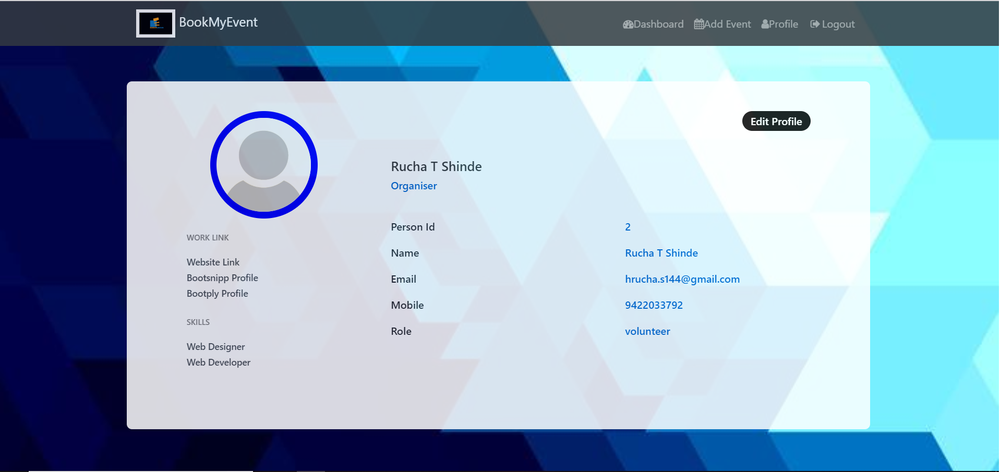 BookMyEvent
Dashboard Add Event Profile Logout
Edit Profile
Rucha T Shinde
Organiser
Person Id 2
Name Rucha T Shinde
Email hrucha.s144@gmail.com
Mobile 9422033792
Role volunteer
WORK LINK
Website Link
Bootsnipp Profile
Bootply Profile
SKILLS
Web Designer
Web Developer